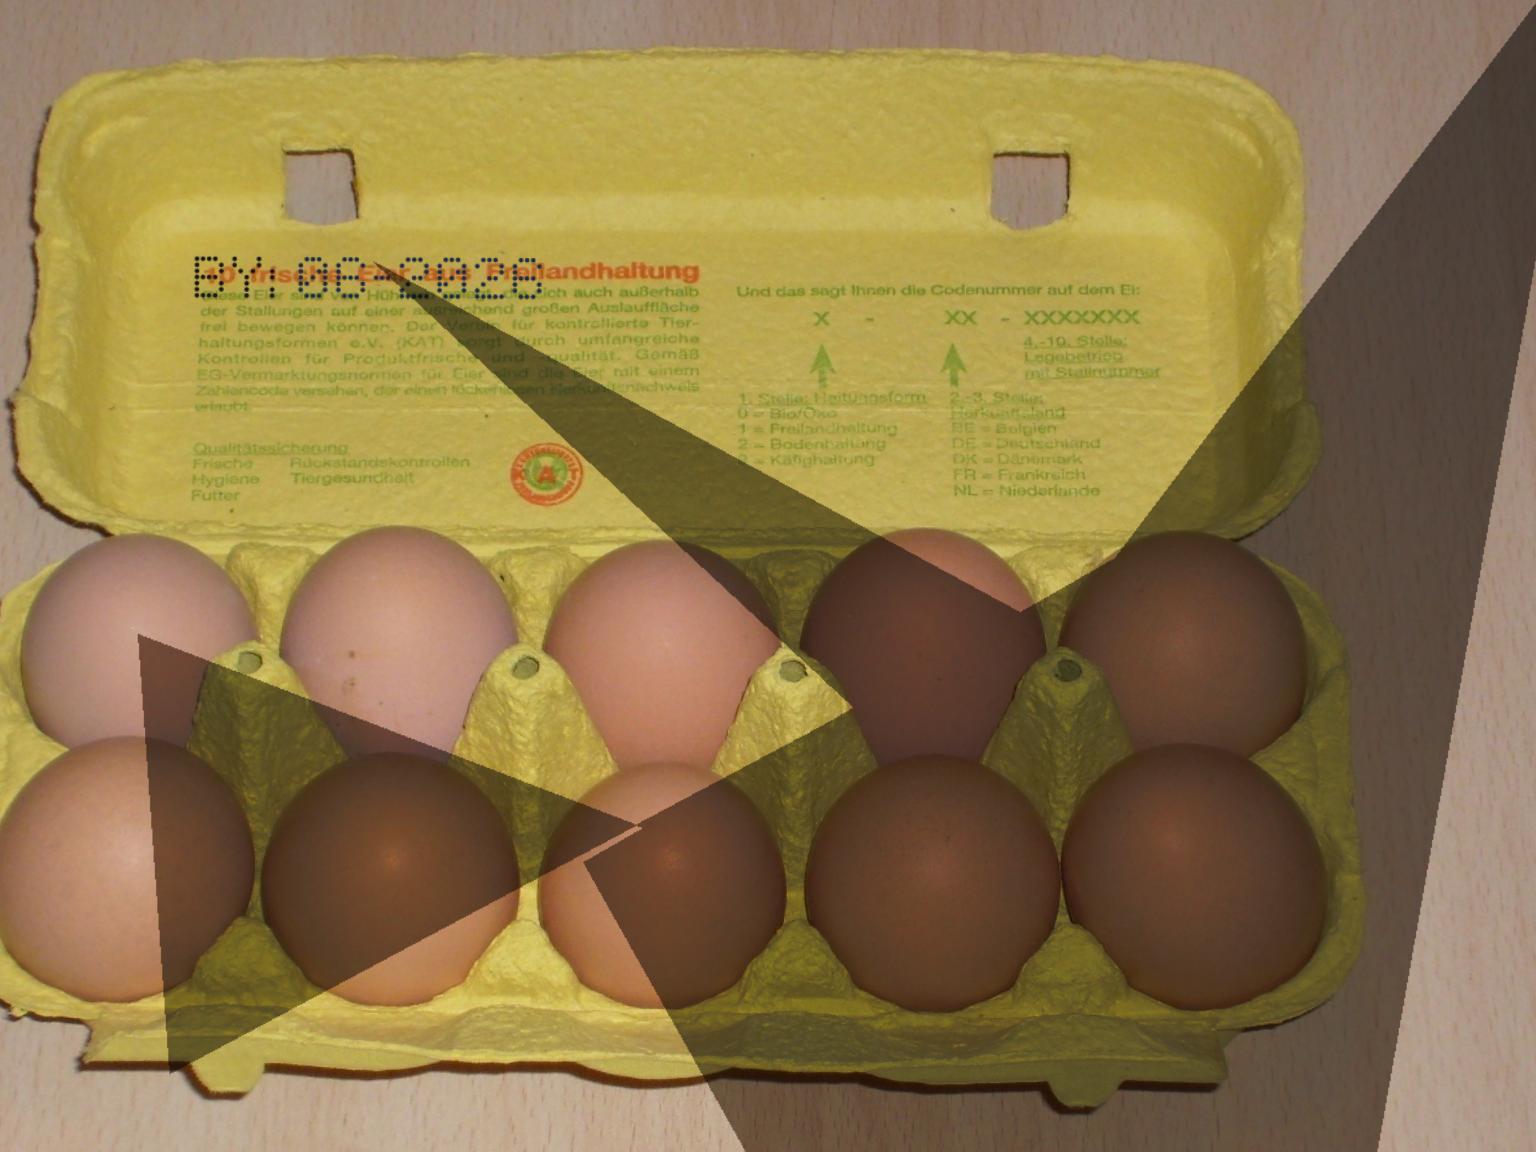 BY: 06 2026
10 frische Eier aus Freilandhaltung
diese Eier sind von Hühnern gelegt, die sich auch außerhalb
der Stallungen auf einer ausreichend großen Auslauffläche
frei bewegen können. Der Verein für kontrollierte Tier-
haltungsformen e.V. (KAT) sorgt durch umfangreiche
Kontrollen für Produktfrische und -qualität. Gemäß
EG-Vermarktungsnormen für Eier sind die Eier mit einem
Zahlencode versehen, der einen lückenlosen Herkunftsnachweis
erlaubt.
Qualitätssicherung
Frische Rückstandskontrollen
Hygiene Tiergesundheit
Futter
A
Und das sagt Ihnen die Codenummer auf dem Ei:
X - XX - XXXXXXX
4.-10. Stelle:
Legebetrieb
mit Stallnummer
1. Stelle: Haltungsform
0 = Bio/Öko
1 = Freilandhaltung
2 = Bodenhaltung
3 = Käfighaltung
2.-3. Stelle:
Herkunftsland
BE = Belgien
DE = Deutschland
DK = Dänemark
FR = Frankreich
NL = Niederlande